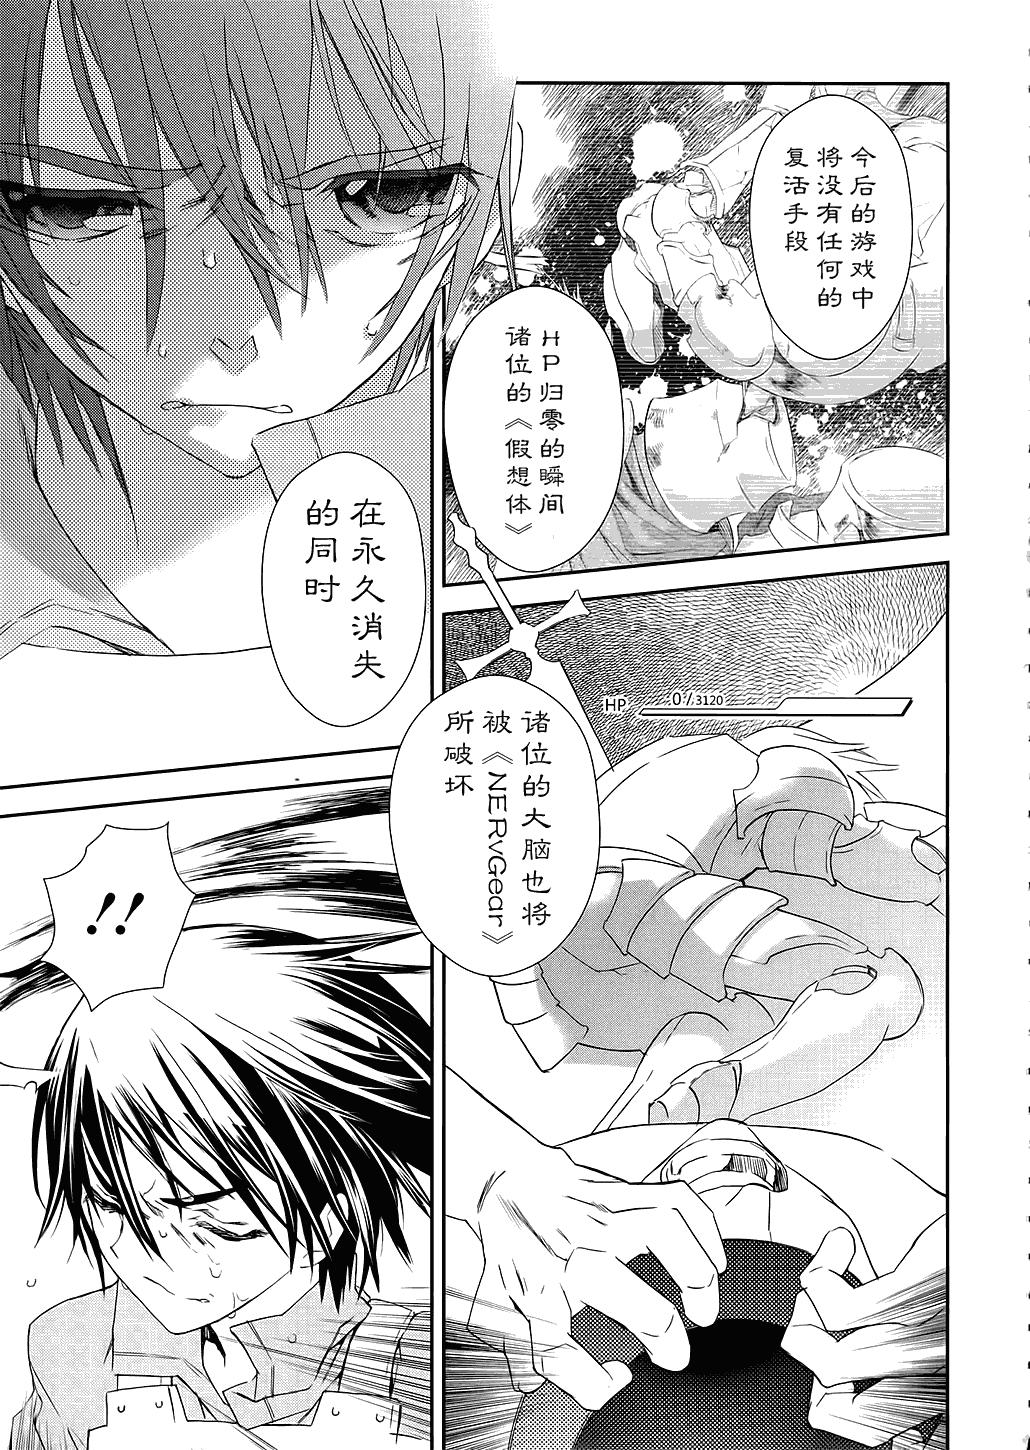 今后的游戏中
将没有任何的
复活手段
HP归零的瞬间
诸位的《假想体》
在永久消失
的同时
HP 0/3120
诸位的大脑也将
被《NERvGear》
所破坏
!!